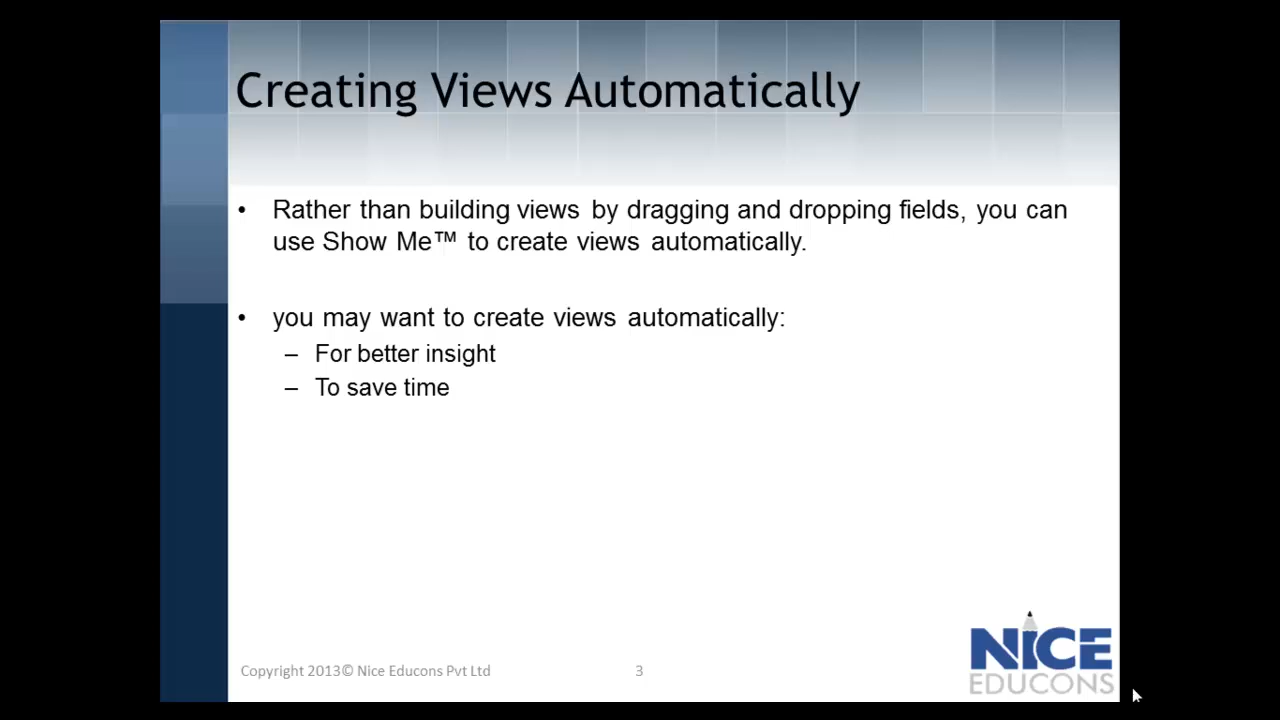 Creating Views Automatically
• Rather than building views by dragging and dropping fields, you can
use Show Me™ to create views automatically.
• you may want to create views automatically:
– For better insight
– To save time
Copyright 2013© Nice Educons Pvt Ltd
3
NICE
EDUCONS